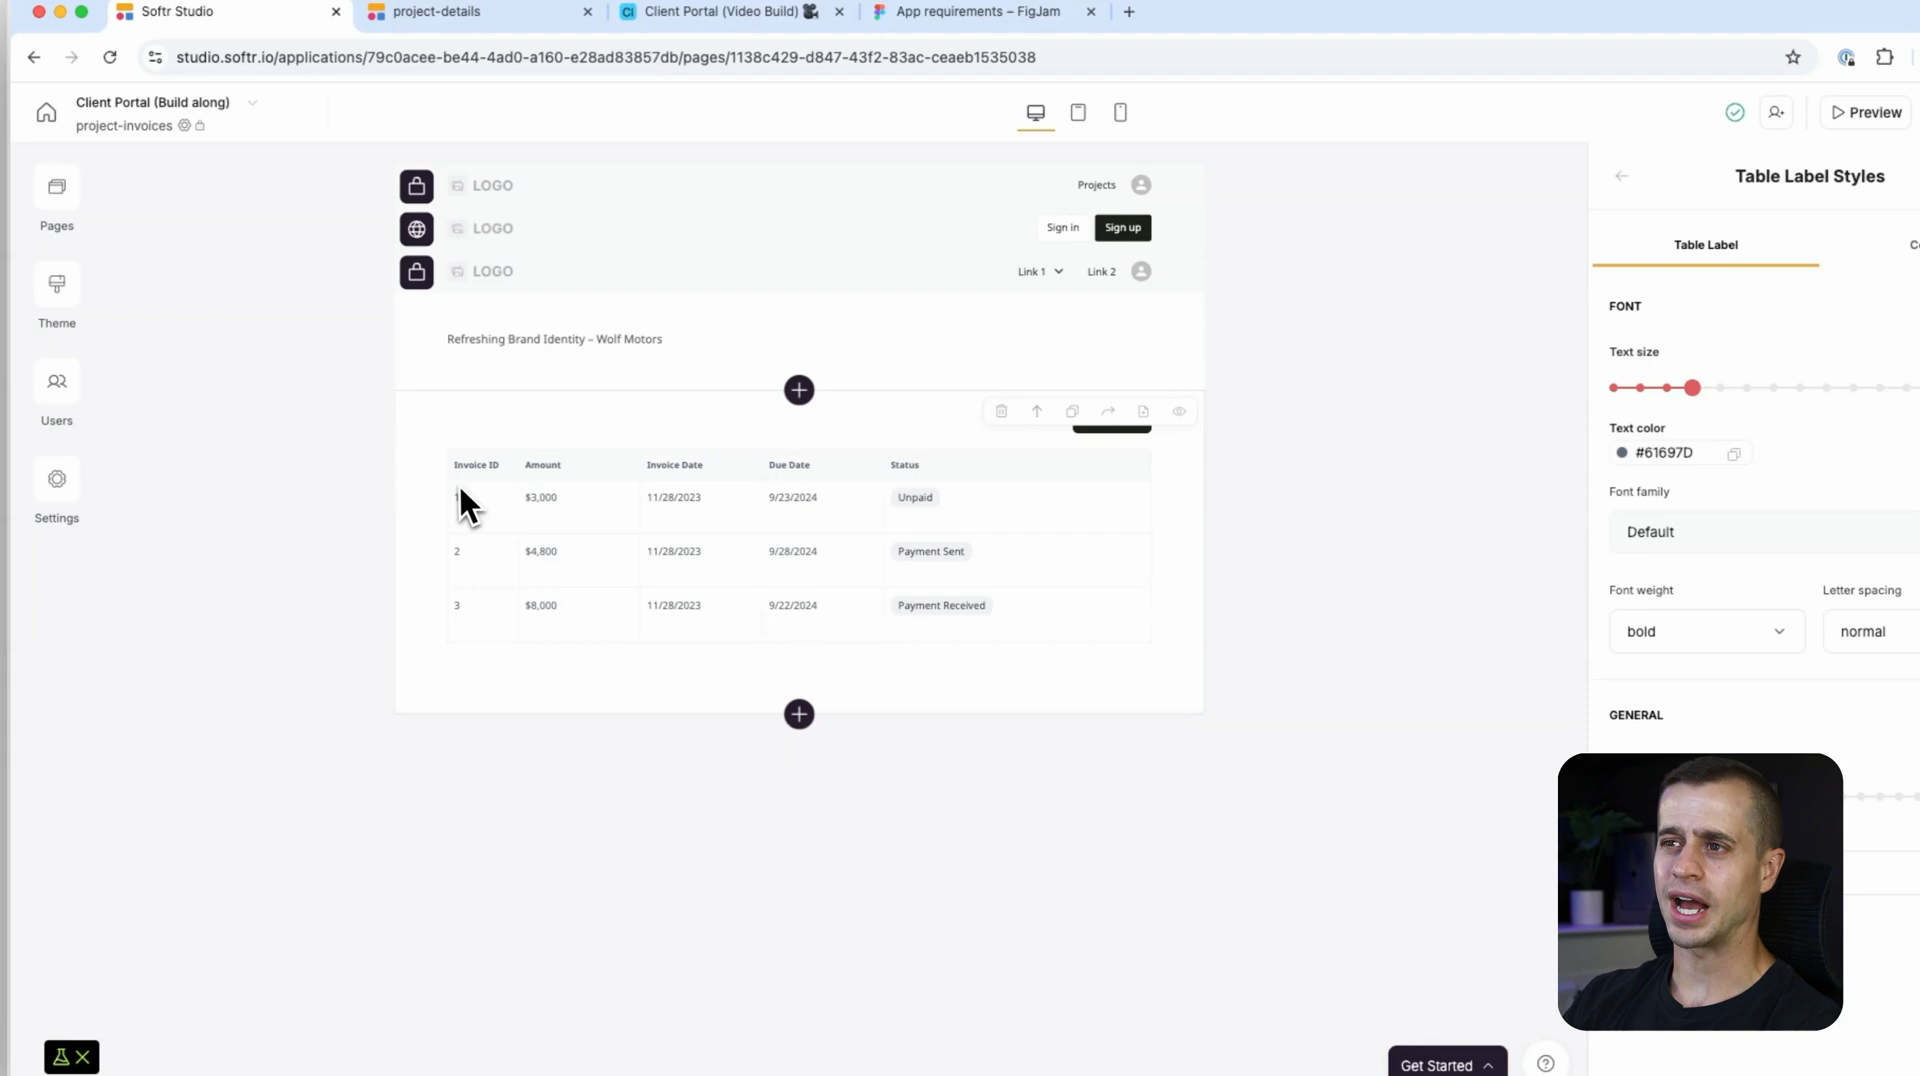 Softr Studio
project-details
Client Portal (Video Build)
App requirements – FigJam
studio.softr.io/applications/79c0acee-be44-4ad0-a160-e28ad83857db/pages/1138c429-d847-43f2-83ac-ceaeb1535038
Client Portal (Build along)
project-invoices
Preview
Pages
Theme
Users
Settings
LOGO
Projects
LOGO
Sign in
Sign up
LOGO
Link 1
Link 2
Refreshing Brand Identity – Wolf Motors
Invoice ID Amount Invoice Date Due Date Status
$3,000 11/28/2023 9/23/2024 Unpaid
2 $4,800 11/28/2023 9/28/2024 Payment Sent
3 $8,000 11/28/2023 9/22/2024 Payment Received
Table Label Styles
Table Label
FONT
Text size
Text color
#61697D
Font family
Default
Font weight
Letter spacing
bold
normal
GENERAL
Get Started